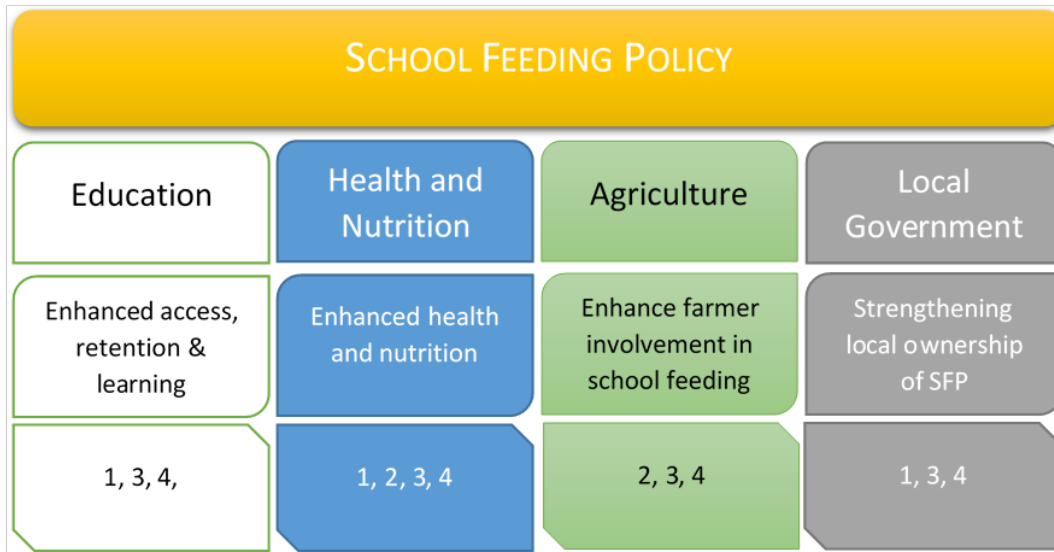 SCHOOL FEEDING POLICY
Education
Health and
Nutrition
Agriculture
Local
Government
Enhanced access,
retention &
learning
Enhanced health
and nutrition
Enhance farmer
involvement in
school feeding
Strengthening
local ownership
of SFP
1, 3, 4,
1, 2, 3, 4
2, 3, 4
1, 3, 4